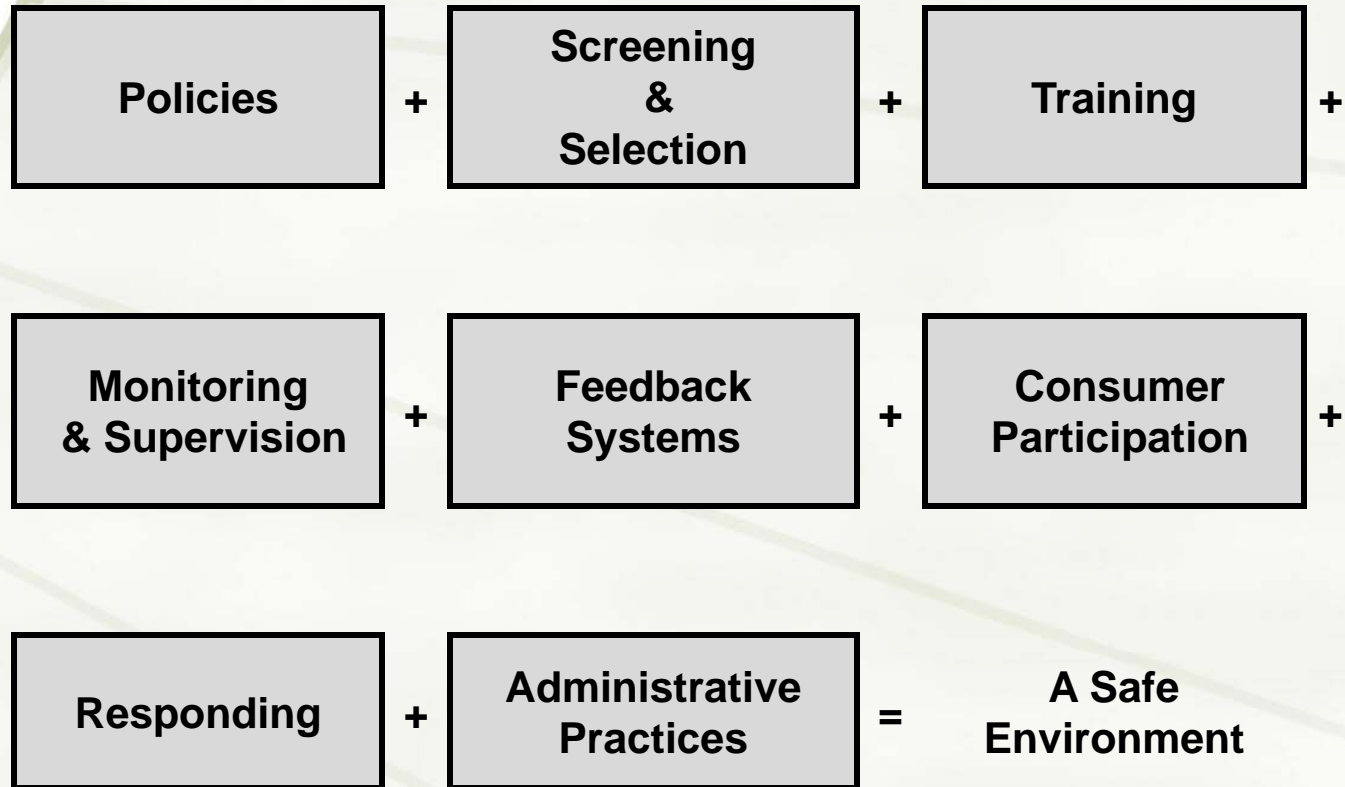 Policies
+
Screening
&
Selection
+
Training
+
Monitoring
& Supervision
+
Feedback
Systems
+
Consumer
Participation
+
Responding
+
Administrative
Practices
=
A Safe
Environment